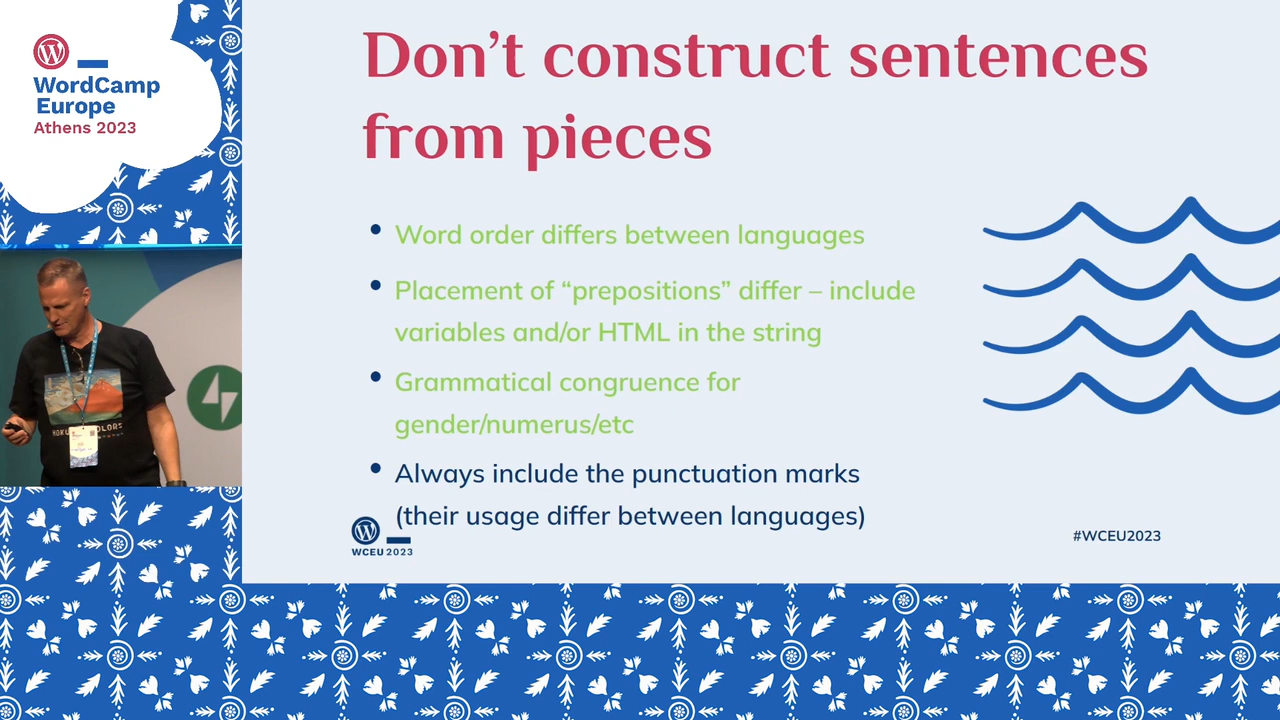 WordCamp
Europe
Athens 2023
Don’t construct sentences
from pieces
Word order differs between languages
Placement of “prepositions” differ – include
variables and/or HTML in the string
Grammatical congruence for
gender/numerus/etc
Always include the punctuation marks
(their usage differ between languages)
WCEU 2023
#WCEU2023